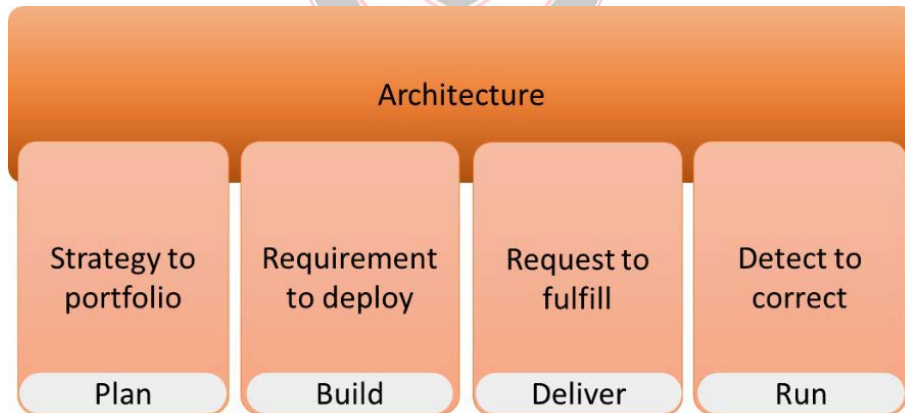 Architecture
Strategy to
portfolio
Requirement
to deploy
Request to
fulfill
Detect to
correct
Plan
Build
Deliver
Run